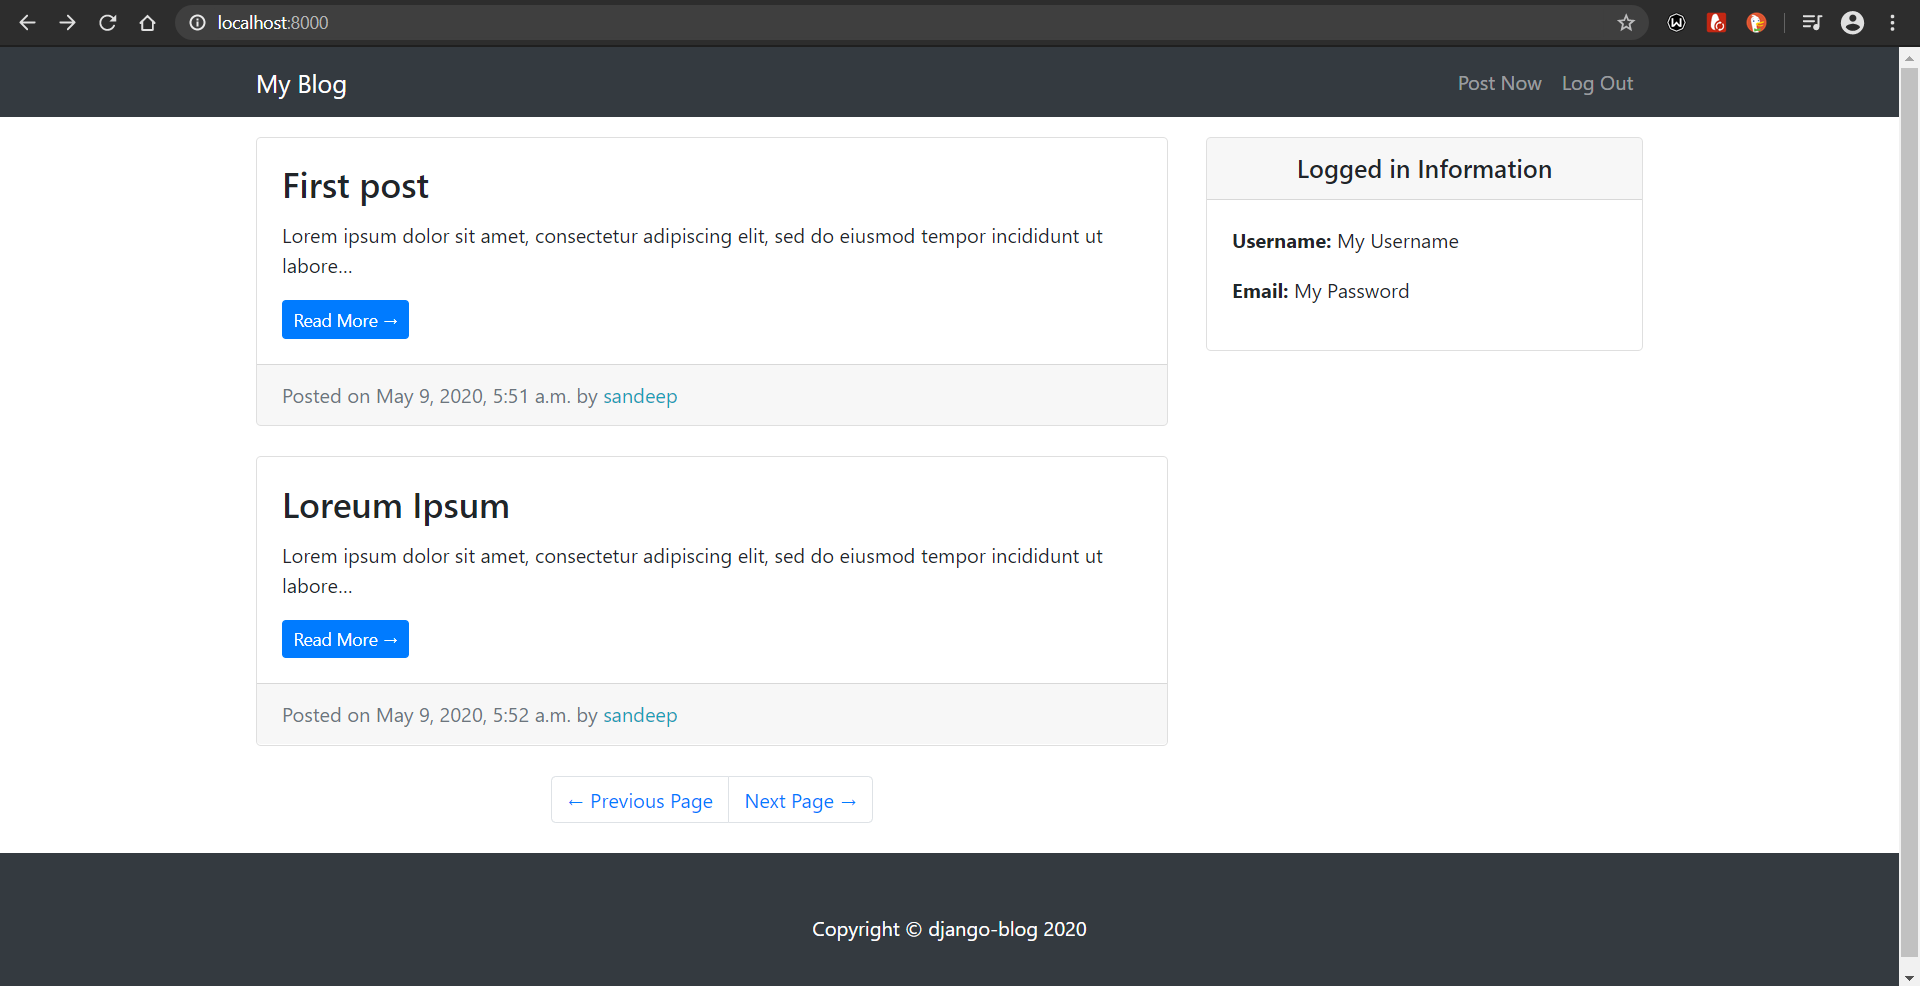 localhost:8000
My Blog
Post Now
Log Out
First post
Lorem ipsum dolor sit amet, consectetur adipiscing elit, sed do eiusmod tempor incididunt ut
labore...
Read More →
Posted on May 9, 2020, 5:51 a.m. by sandeep
Loreum Ipsum
Lorem ipsum dolor sit amet, consectetur adipiscing elit, sed do eiusmod tempor incididunt ut
labore...
Read More →
Posted on May 9, 2020, 5:52 a.m. by sandeep
← Previous Page
Next Page →
Logged in Information
Username: My Username
Email: My Password
Copyright © django-blog 2020